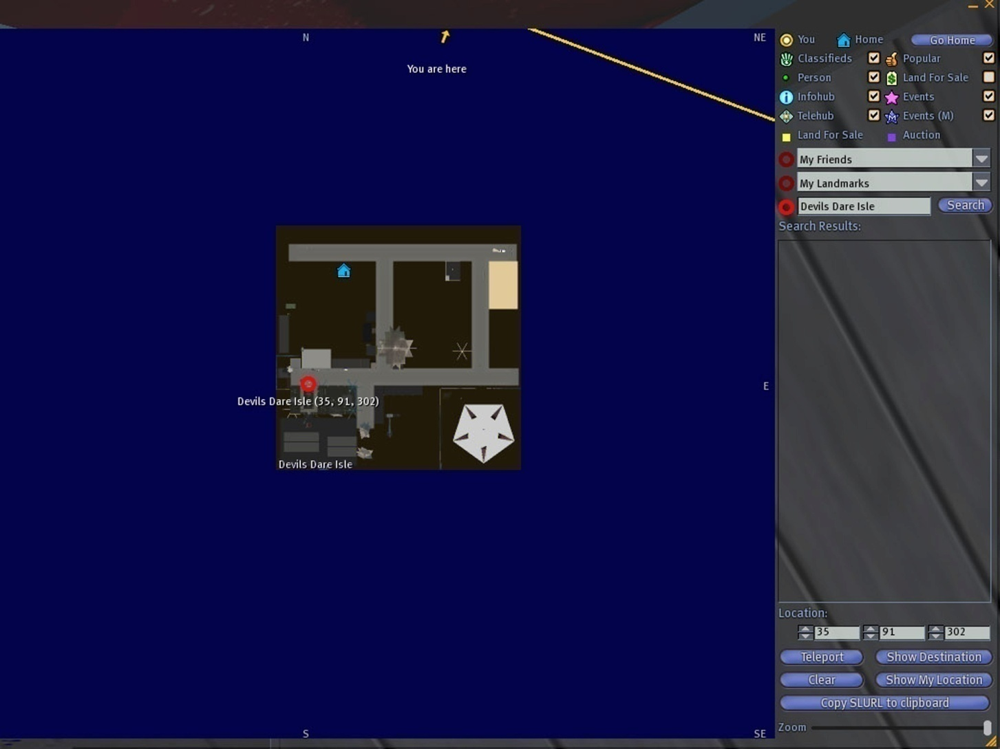 N
NE
You are here
You
Home
Go Home
Classifieds
Popular
Person
Land For Sale
Infohub
Events
Telehub
Events (M)
Land For Sale
Auction
My Friends
My Landmarks
Devils Dare Isle
Search
Search Results:
E
Devils Dare Isle (35, 91, 302)
Devils Dare Isle
Location:
35
91
302
Teleport
Show Destination
Clear
Show My Location
Copy SLURL to clipboard
Zoom
S
SE